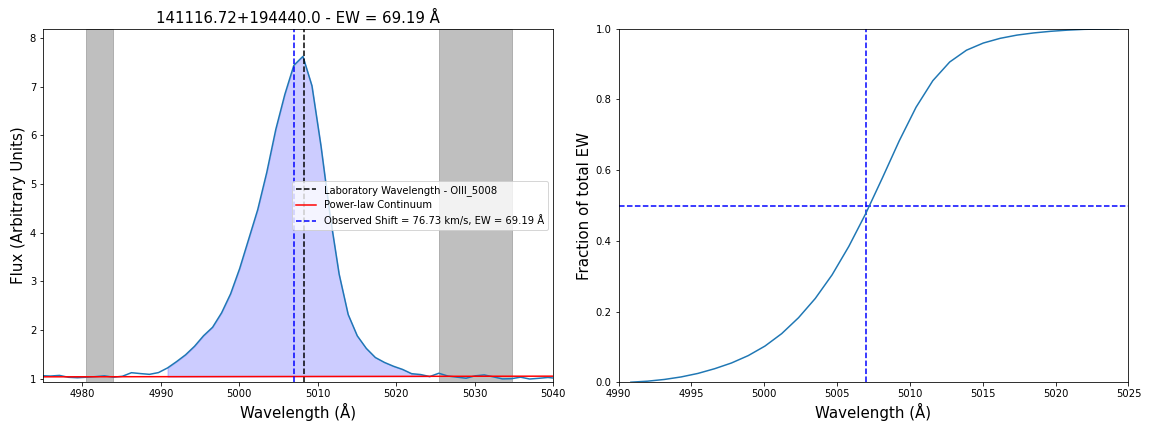 141116.72+194440.0 - EW = 69.19 Å
Flux (Arbitrary Units)
8
7
6
5
4
3
2
1
Laboratory Wavelength - OIII_5008
Power-law Continuum
Observed Shift = 76.73 km/s, EW = 69.19 Å
4980 4990 5000 5010 5020 5030 5040
Wavelength (Å)
Fraction of total EW
1.0
0.8
0.6
0.4
0.2
0.0
4990 4995 5000 5005 5010 5015 5020 5025
Wavelength (Å)